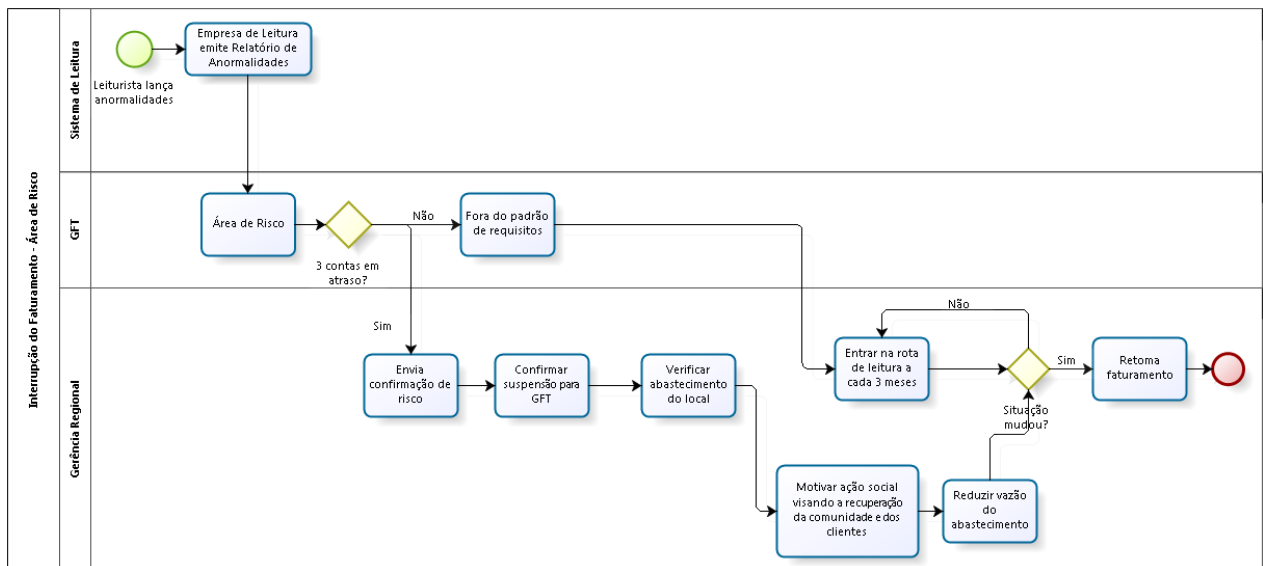 Interrupção do Faturamento - Área de Risco
Sistema de Leitura
Leiturista lança
anormalidades
Empresa de Leitura
emite Relatório de
Anormalidades
GFT
Área de Risco
3 contas em
atraso?
Não
Fora do padrão
de requisitos
Sim
Gerência Regional
Envia
confirmação de
risco
Confirmar
suspensão para
GFT
Verificar
abastecimento
do local
Motivar ação social
visando a recuperação
da comunidade e dos
clientes
Reduzir vazão
do
abastecimento
Entrar na rota
de leitura a
cada 3 meses
Não
Situação
mudou?
Sim
Retoma
faturamento